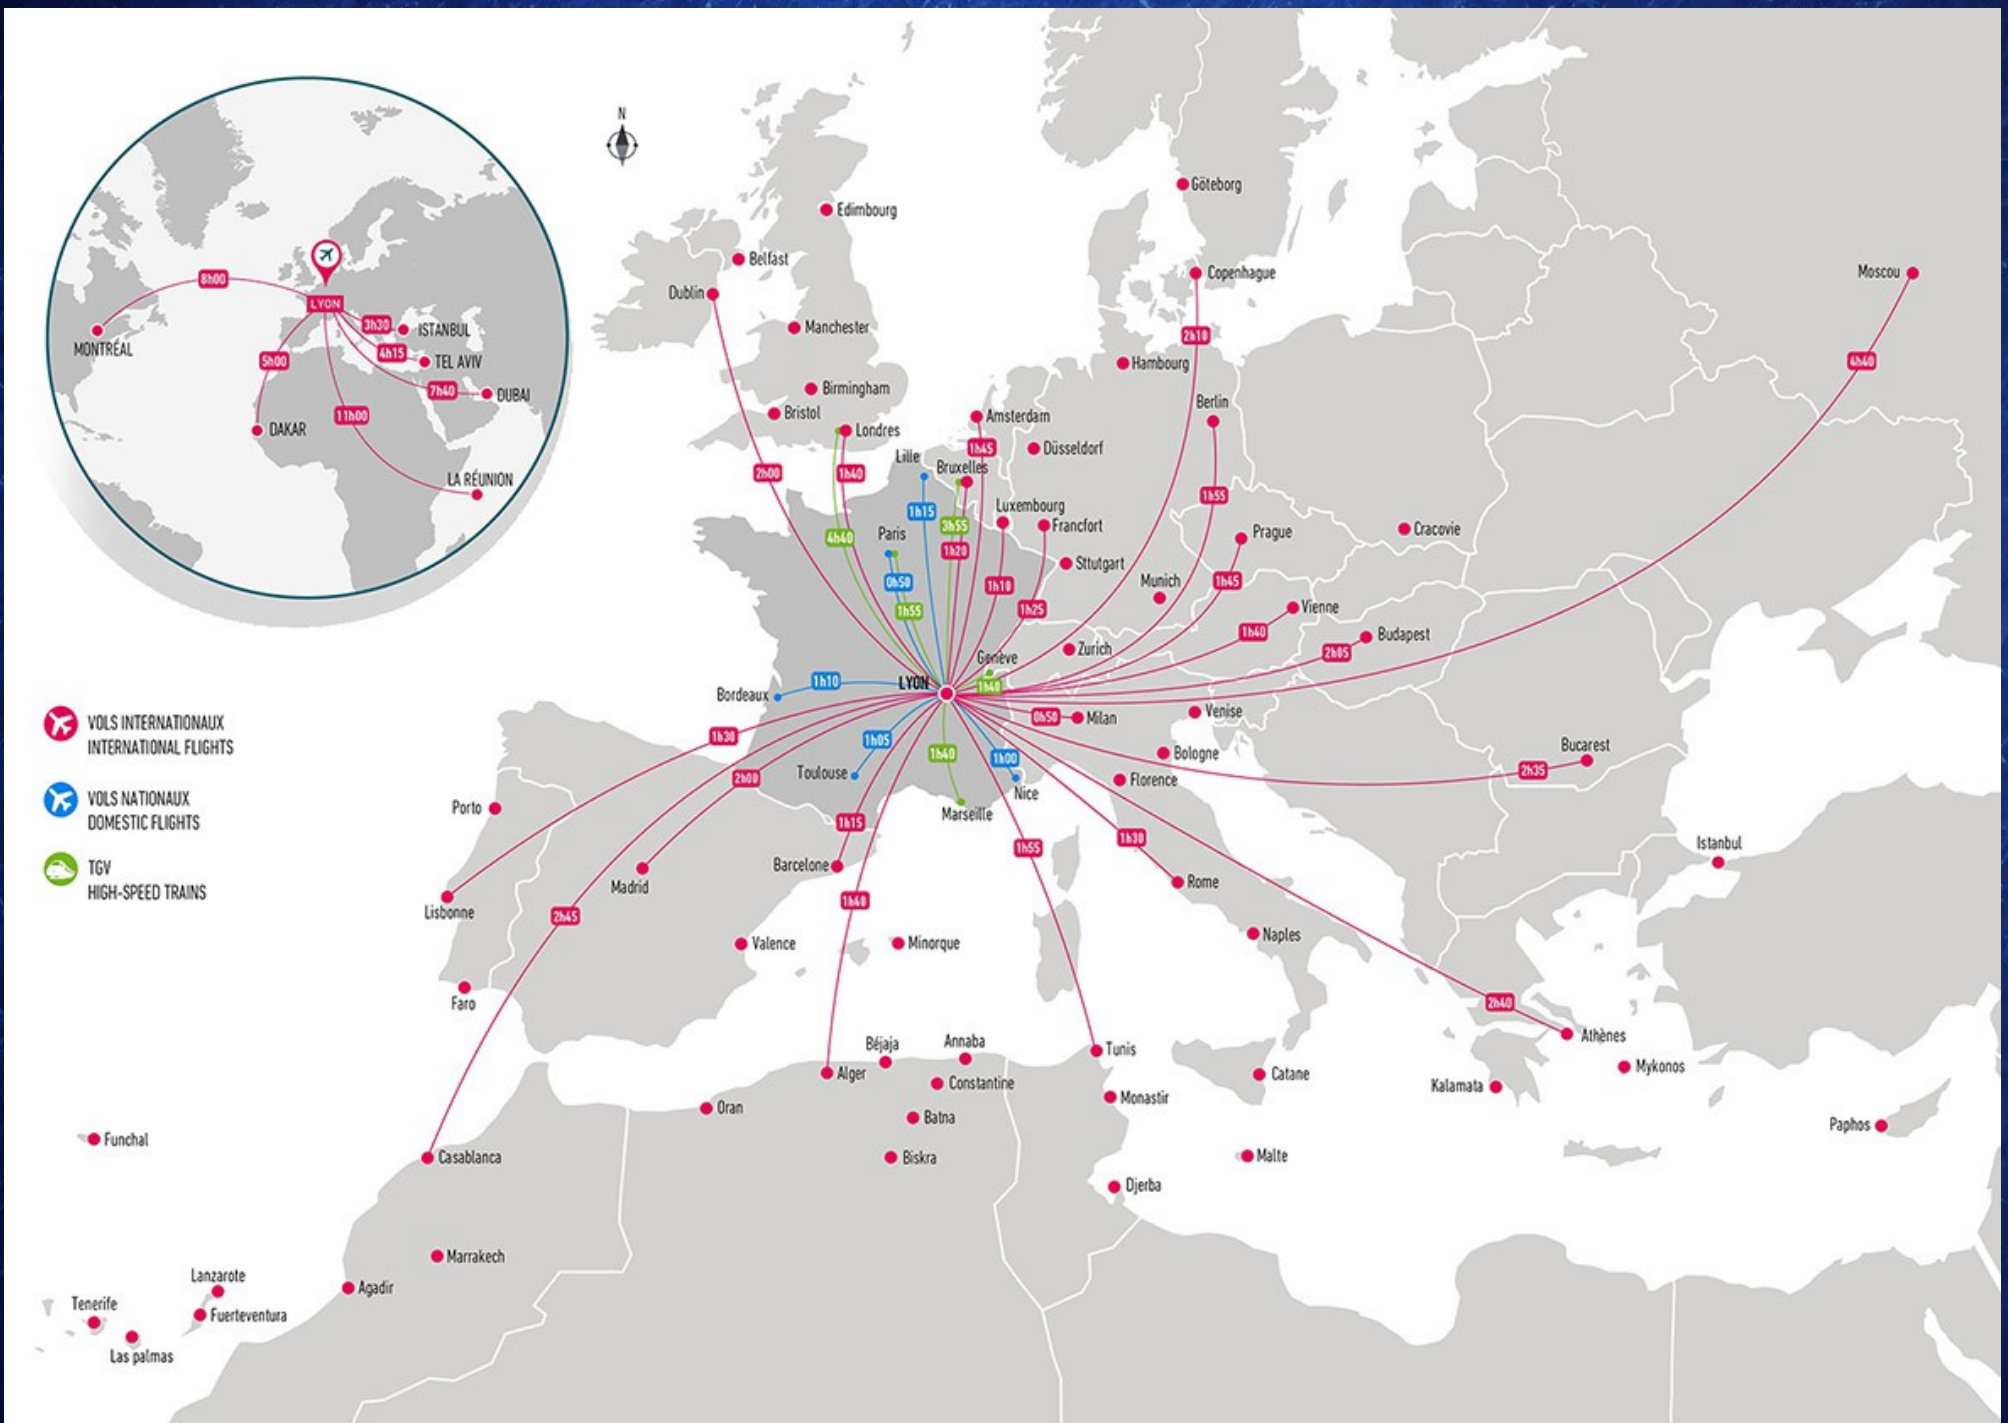 N
8h00
LYON
3h30
ISTANBUL
MONTRÉAL
5h00
4h15
TEL AVIV
7h40
DUBAI
11h00
DAKAR
LA RÉUNION
VOLS INTERNATIONAUX
INTERNATIONAL FLIGHTS
VOLS NATIONAUX
DOMESTIC FLIGHTS
TGV
HIGH-SPEED TRAINS
Göteborg
Edimbourg
Belfast
Copenhague
Moscou
Dublin
Manchester
2h10
Hambourg
4h40
Birmingham
Berlin
Bristol
Amsterdam
Londres
1h45
Düsseldorf
Lille
Bruxelles
2h00
1h40
1h55
1h15
Luxembourg
3h55
Francfort
Cracovie
Paris
4h40
Prague
1h20
Sttutgart
0h50
1h10
Munich
1h45
1h55
1h25
Vienne
1h40
Budapest
2h05
Genève
Zurich
LYON
1h40
1h10
Bordeaux
0h50
Milan
Venise
1h30
1h05
1h40
1h00
Bologne
Bucarest
2h35
Toulouse
2h00
Nice
Florence
Porto
Marseille
1h15
1h55
1h30
Istanbul
Barcelone
Madrid
Rome
1h40
Lisbonne
2h45
Valence
Minorque
Naples
Faro
2h40
Athènes
Béjaja
Annaba
Tunis
Alger
Constantine
Catane
Mykonos
Kalamata
Monastir
Oran
Batna
Paphos
Funchal
Casablanca
Biskra
Malte
Djerba
Marrakech
Lanzarote
Agadir
Tenerife
Fuerteventura
Las palmas